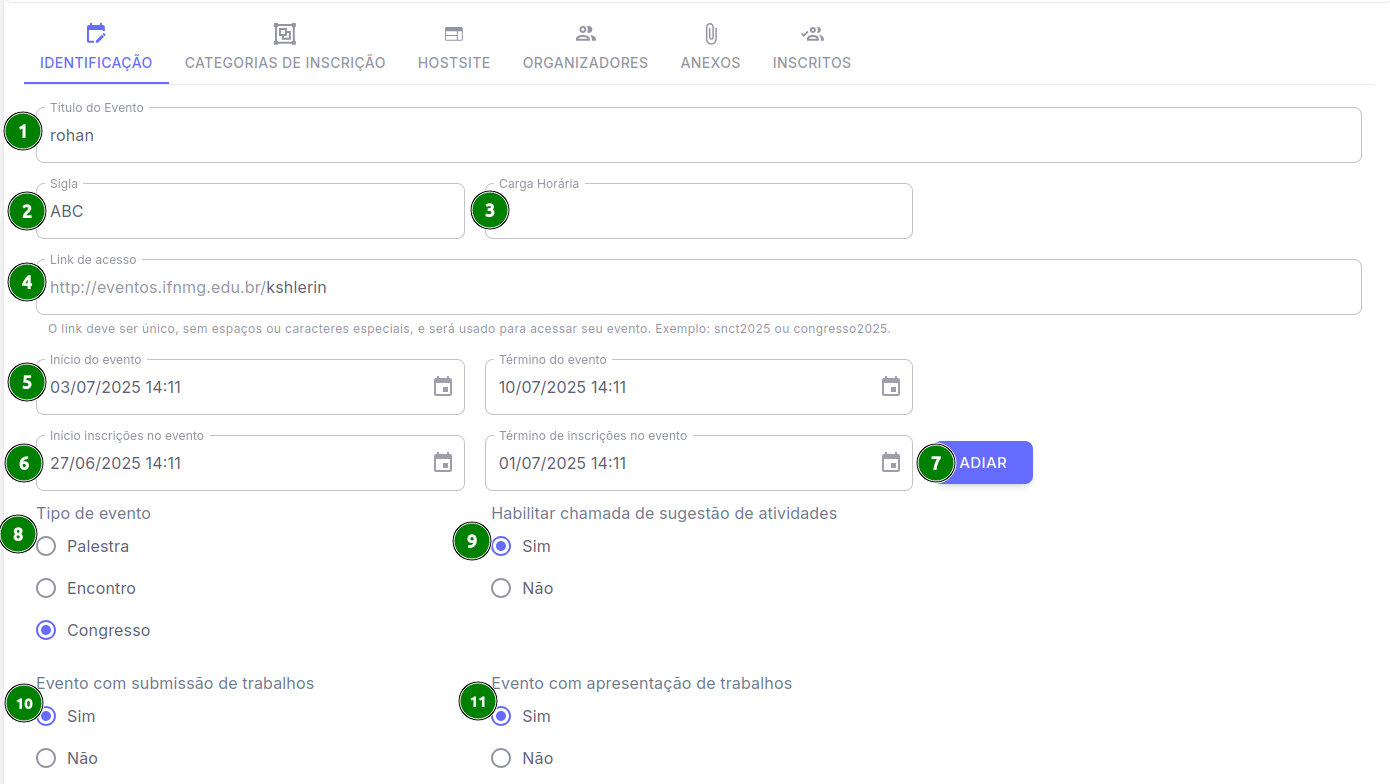 IDENTIFICAÇÃO CATEGORIAS DE INSCRIÇÃO HOSTSITE ORGANIZADORES ANEXOS INSCRITOS
Título do Evento
1 rohan
Sigla Carga Horária
2 ABC 3
Link de acesso
4 http://eventos.ifnmg.edu.br/kshlerin
O link deve ser único, sem espaços ou caracteres especiais, e será usado para acessar seu evento. Exemplo: snct2025 ou congresso2025.
Início do evento Término do evento
5 03/07/2025 14:11 10/07/2025 14:11
Início inscrições no evento Término de inscrições no evento
6 27/06/2025 14:11 01/07/2025 14:11 7 ADIAR
Tipo de evento Habilitar chamada de sugestão de atividades
8 Palestra 9 Sim
Encontro Não
Congresso
Evento com submissão de trabalhos Evento com apresentação de trabalhos
10 Sim 11 Sim
Não Não